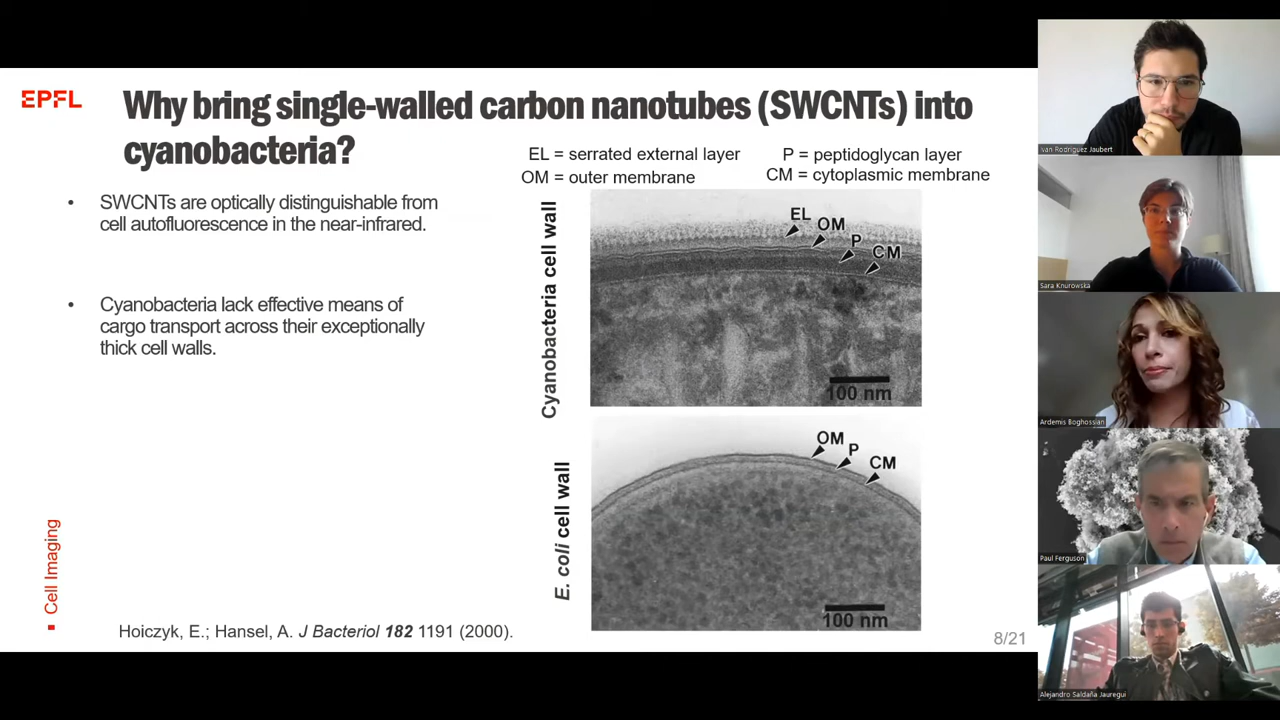 EPFL
Why bring single-walled carbon nanotubes (SWCNTs) into
cyanobacteria?
EL = serrated external layer
P = peptidoglycan layer
OM = outer membrane
CM = cytoplasmic membrane
SWCNTs are optically distinguishable from
cell autofluorescence in the near-infrared.
Cyanobacteria lack effective means of
cargo transport across their exceptionally
thick cell walls.
Cyanobacteria cell wall
EL
OM
P
CM
100 nm
E. coli cell wall
OM
P
CM
100 nm
Cell Imaging
Hoiczyk, E.; Hansel, A. J Bacteriol 182 1191 (2000).
8/21
Ivan Rodriguez Jaubert
Sara Knurowska
Ardemis Boghossian
Paul Ferguson
Alejandro Saldaña Jauregui